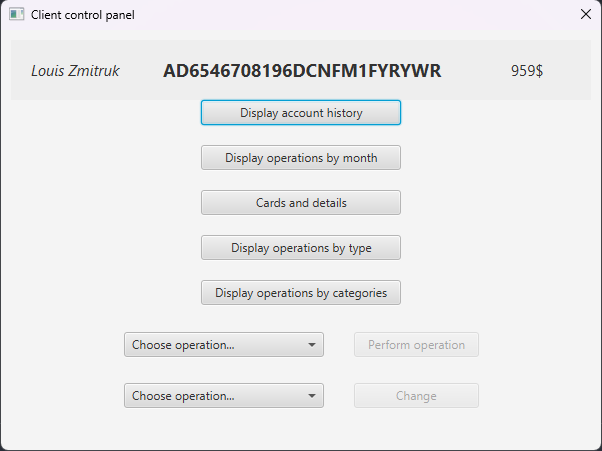 Client control panel
Louis Zmitruk AD6546708196DCNFM1FYRYWR 959$
Display account history
Display operations by month
Cards and details
Display operations by type
Display operations by categories
Choose operation... Perform operation
Choose operation... Change